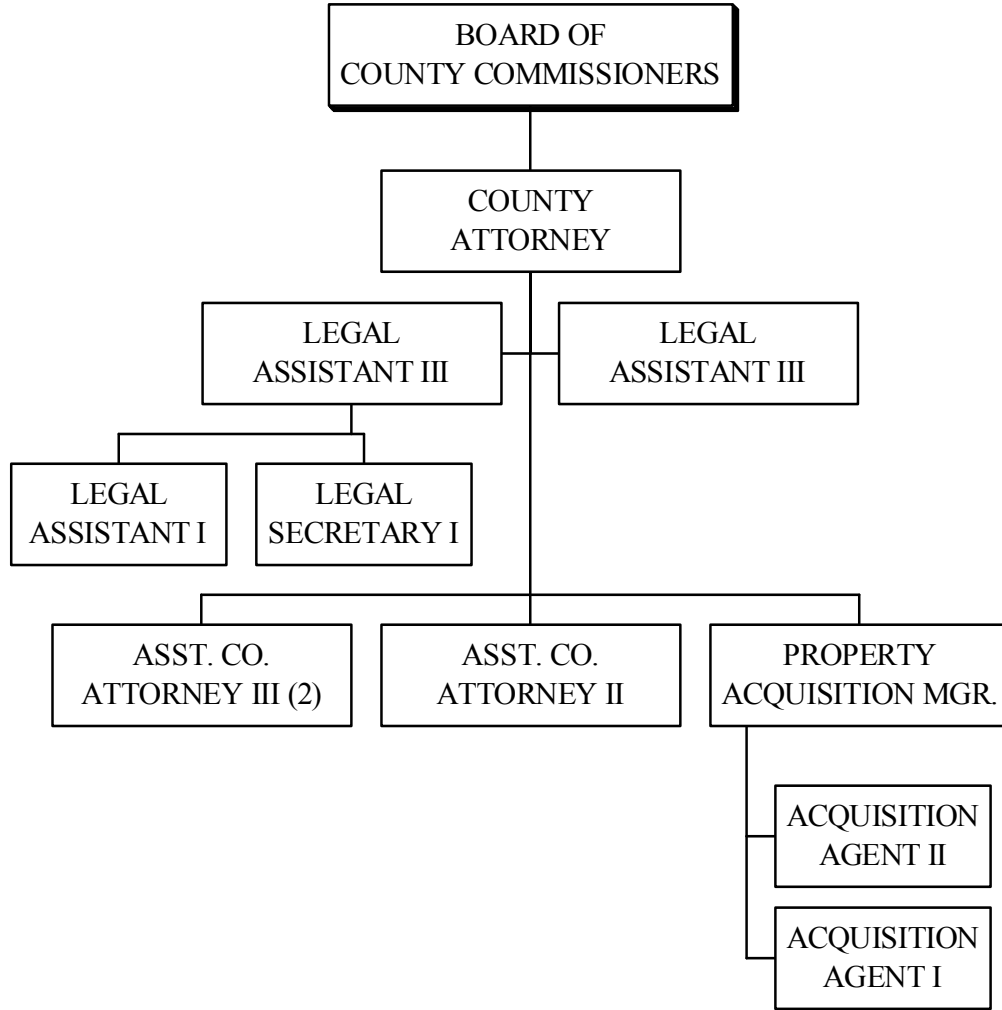 BOARD OF
COUNTY COMMISSIONERS
COUNTY
ATTORNEY
LEGAL
ASSISTANT III
LEGAL
ASSISTANT III
LEGAL
ASSISTANT I
LEGAL
SECRETARY I
ASST. CO.
ATTORNEY III (2)
ASST. CO.
ATTORNEY II
PROPERTY
ACQUISITION MGR.
ACQUISITION
AGENT II
ACQUISITION
AGENT I